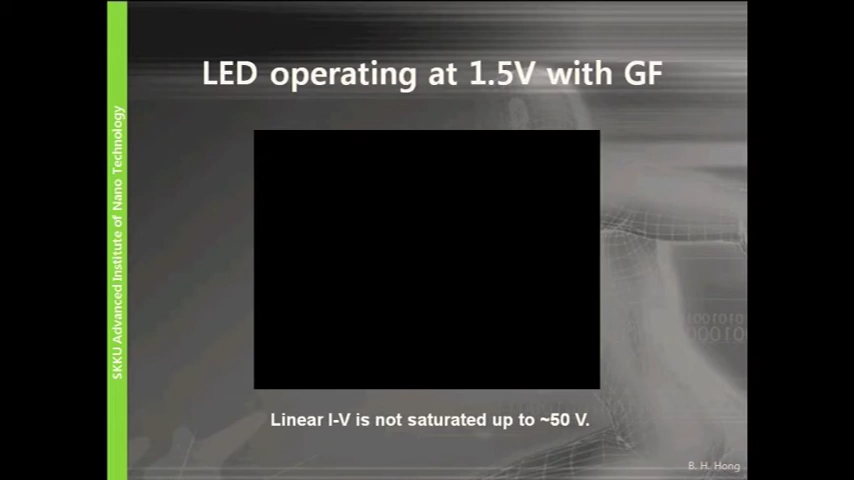 LED operating at 1.5V with GF
SKKU Advanced Institute of Nano Technology
Linear I-V is not saturated up to ~50 V.
B. H. Hong